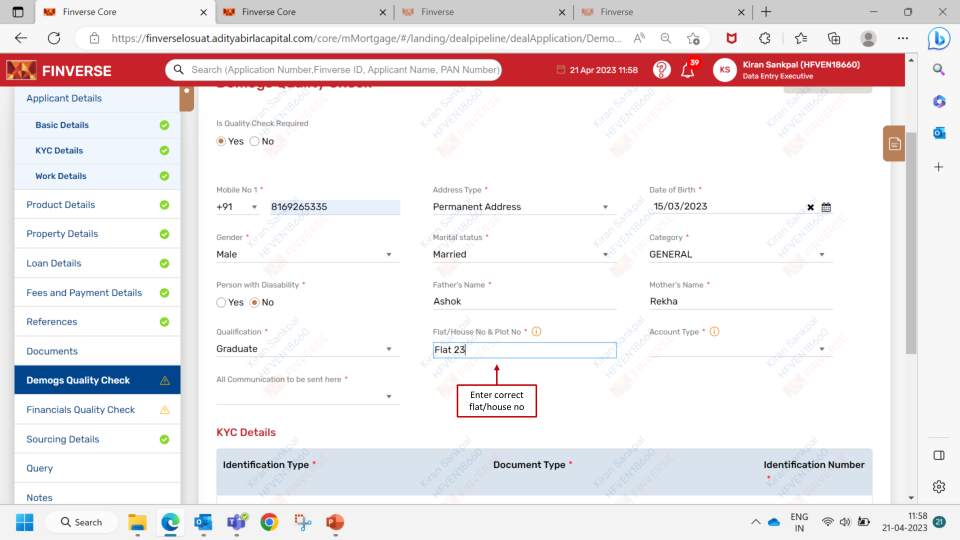 Finverse Core
Finverse Core
Finverse
Finverse
https://finverselosuat.adityabirlacapital.com/core/mMortgage/#/landing/dealpipeline/dealApplication/Demo...
FINVERSE
Search (Application Number,Finverse ID, Applicant Name, PAN Number)
21 Apr 2023 11:58
39
KS
Kiran Sankpal (HFVEN18660)
Data Entry Executive
Applicant Details
Basic Details
KYC Details
Work Details
Product Details
Property Details
Loan Details
Fees and Payment Details
References
Documents
Demogs Quality Check
Financials Quality Check
Sourcing Details
Query
Notes
Demogs Quality Check
Is Quality Check Required
Yes No
Mobile No 1 * Address Type * Date of Birth *
+91 8169265335 Permanent Address 15/03/2023
Gender * Marital status * Category *
Male Married GENERAL
Person with Diasability * Father's Name * Mother's Name *
Yes No Ashok Rekha
Qualification * Flat/House No & Plot No * Account Type *
Graduate Flat 23
All Communication to be sent here *
Enter correct
flat/house no
KYC Details
Identification Type * Document Type * Identification Number
*
Kiran Sankpal
HFVEN18660
FINVERSE
Search
ENG
IN
11:58
21-04-2023
21